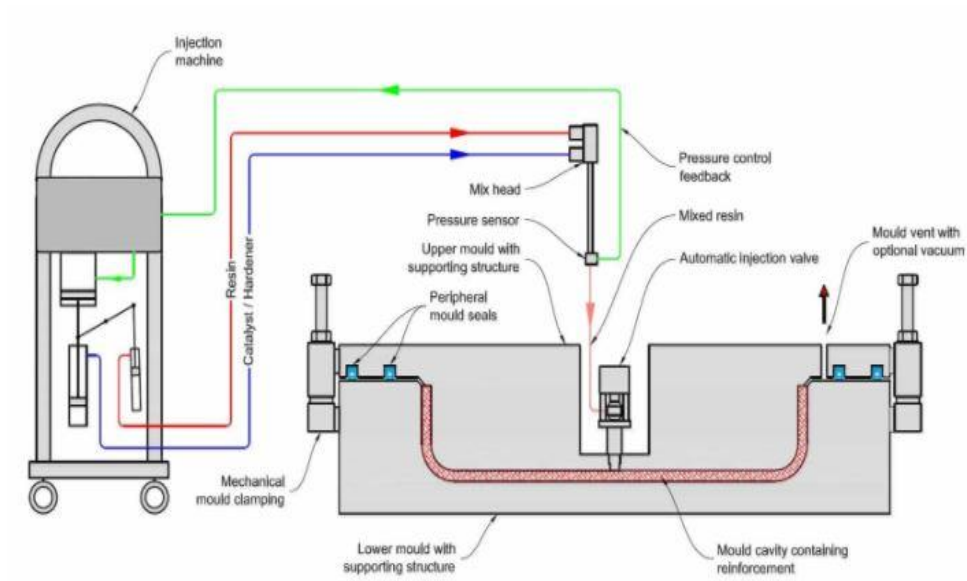 Injection
machine
Pressure control
feedback
Mix head
Resin
Catalyst / Hardener
Pressure sensor
Mixed resin
Mould vent with
optional vacuum
Upper mould with
supporting structure
Automatic injection valve
Peripheral
mould seals
Mechanical
mould clamping
Lower mould with
supporting structure
Mould cavity containing
reinforcement